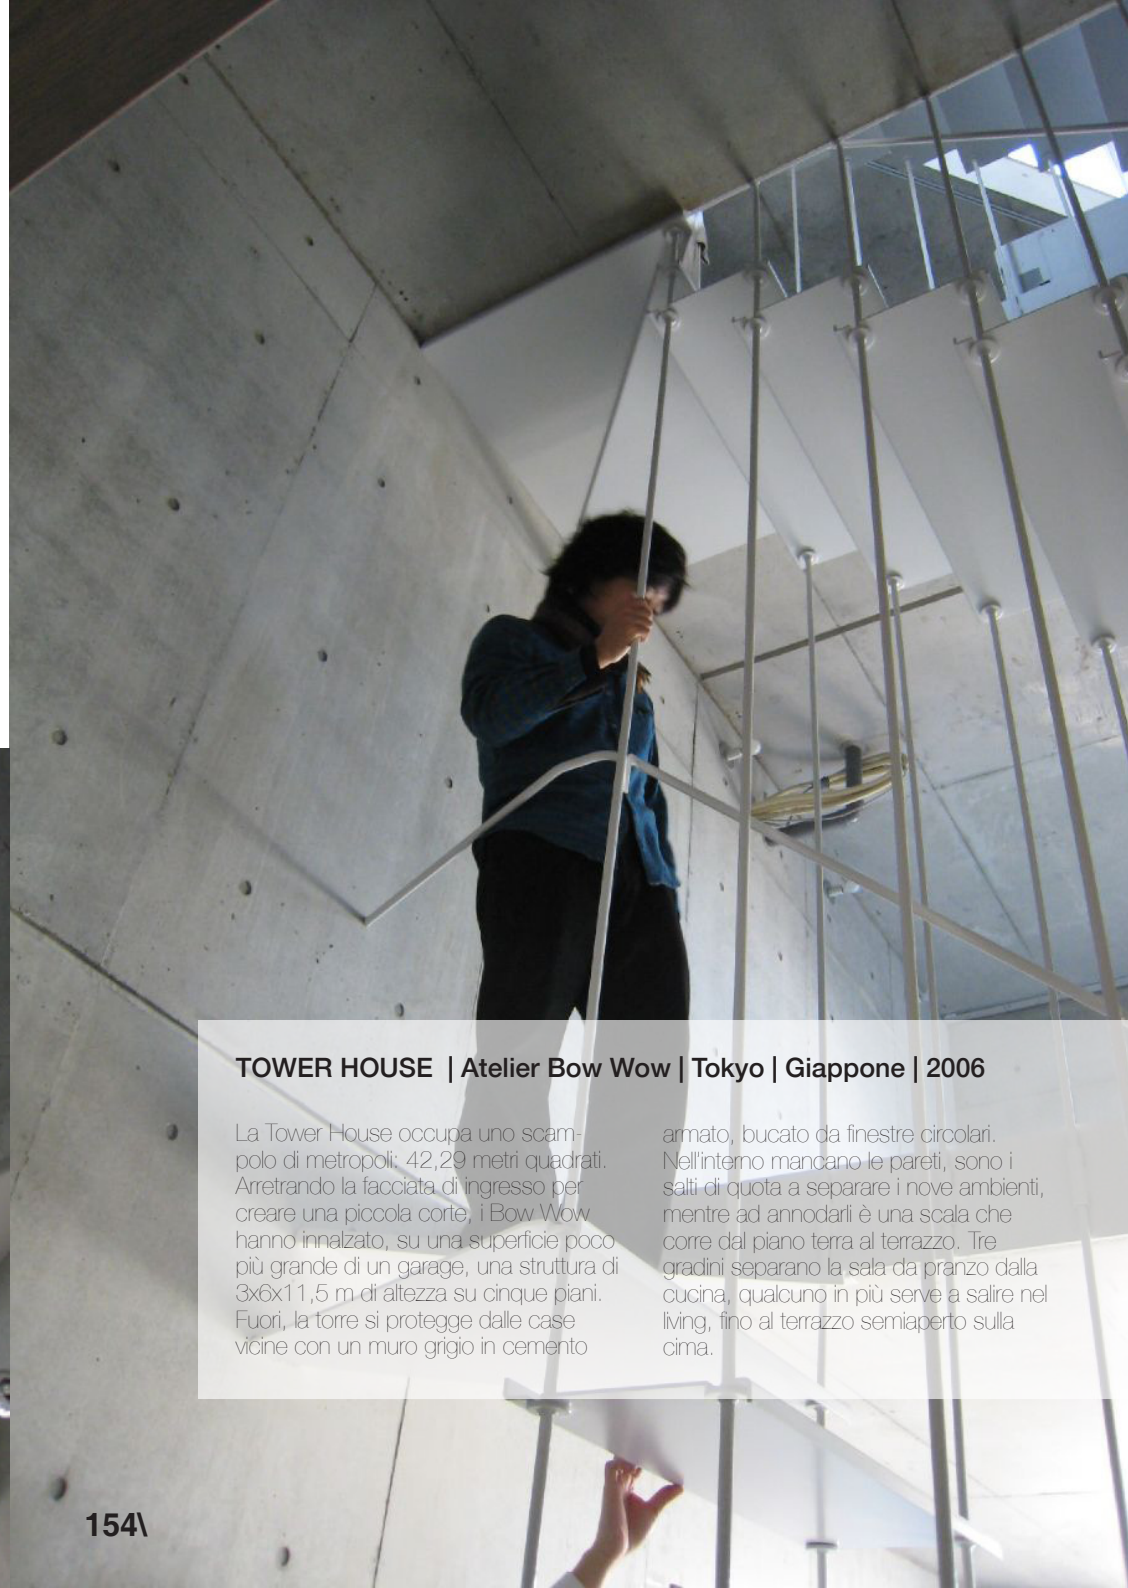 TOWER HOUSE | Atelier Bow Wow | Tokyo | Giappone | 2006
La Tower House occupa uno scam-
polo di metropoli: 42,29 metri quadrati.
Arretrando la facciata di ingresso per
creare una piccola corte, i Bow Wow
hanno innalzato, su una superficie poco
più grande di un garage, una struttura di
3x6x11,5 m di altezza su cinque piani.
Fuori, la torre si protegge dalle case
vicine con un muro grigio in cemento
armato, bucato da finestre circolari.
Nell'interno mancano le pareti, sono i
salti di quota a separare i nove ambienti,
mentre ad annodarli è una scala che
corre dal piano terra al terrazzo. Tre
gradini separano la sala da pranzo dalla
cucina, qualcuno in più serve a salire nel
living, fino al terrazzo semiaperto sulla
cima.
154\